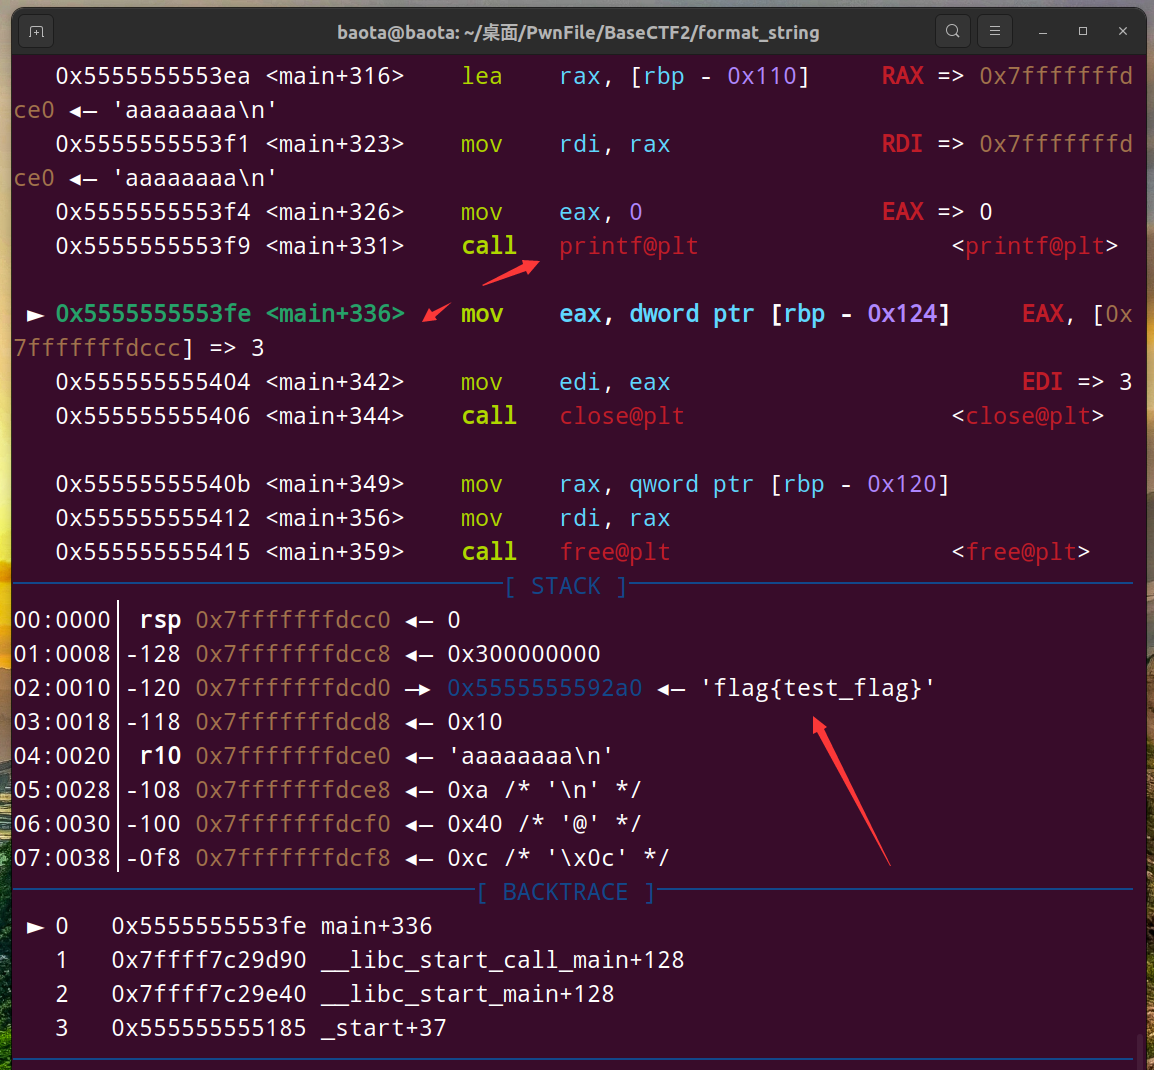 baota@baota: ~/桌面/PwnFile/BaseCTF2/format_string
0x5555555553ea <main+316> lea rax, [rbp - 0x110] RAX => 0x7fffffffd
ce0 ◂— 'aaaaaaaa\n'
0x5555555553f1 <main+323> mov rdi, rax RDI => 0x7fffffffd
ce0 ◂— 'aaaaaaaa\n'
0x5555555553f4 <main+326> mov eax, 0 EAX => 0
0x5555555553f9 <main+331> call printf@plt <printf@plt>
► 0x5555555553fe <main+336> mov eax, dword ptr [rbp - 0x124] EAX, [0x
7fffffffdccc] => 3
0x555555555404 <main+342> mov edi, eax EDI => 3
0x555555555406 <main+344> call close@plt <close@plt>
0x55555555540b <main+349> mov rax, qword ptr [rbp - 0x120]
0x555555555412 <main+356> mov rdi, rax
0x555555555415 <main+359> call free@plt <free@plt>
[ STACK ]
00:0000│ rsp 0x7fffffffdcc0 ◂— 0
01:0008│-128 0x7fffffffdcc8 ◂— 0x300000000
02:0010│-120 0x7fffffffdcd0 —▸ 0x5555555592a0 ◂— 'flag{test_flag}'
03:0018│-118 0x7fffffffdcd8 ◂— 0x10
04:0020│ r10 0x7fffffffdce0 ◂— 'aaaaaaaa\n'
05:0028│-108 0x7fffffffdce8 ◂— 0xa /* '\n' */
06:0030│-100 0x7fffffffdcf0 ◂— 0x40 /* '@' */
07:0038│-0f8 0x7fffffffdcf8 ◂— 0xc /* '\x0c' */
[ BACKTRACE ]
► 0 0x5555555553fe main+336
1 0x7ffff7c29d90 __libc_start_call_main+128
2 0x7ffff7c29e40 __libc_start_main+128
3 0x555555555185 _start+37